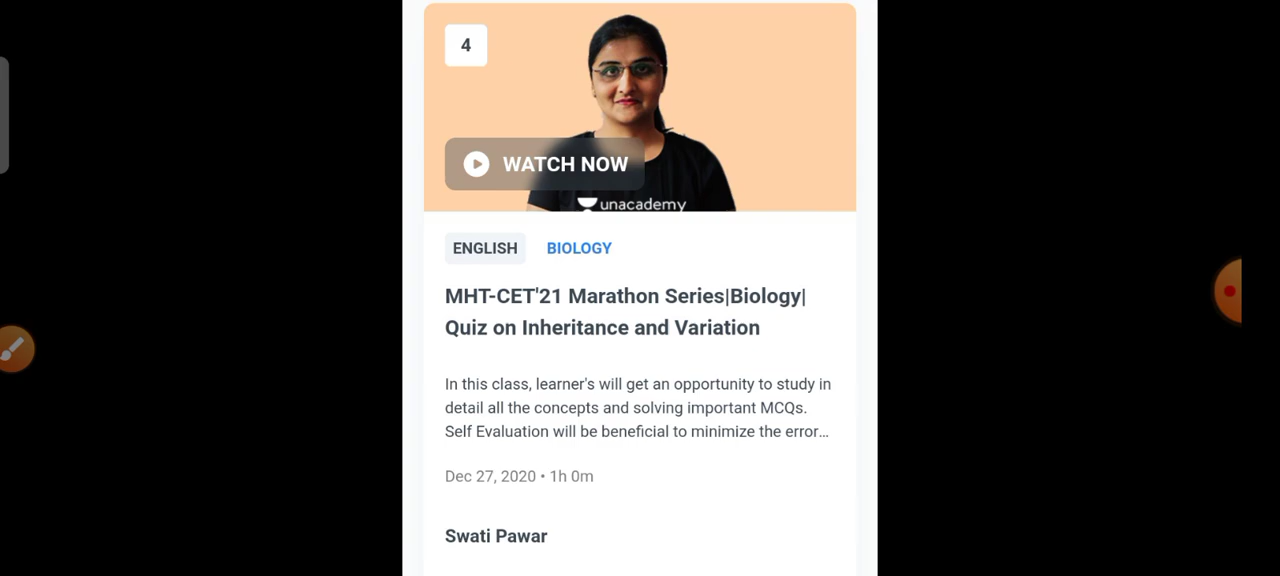 4
WATCH NOW
unacademy
ENGLISH BIOLOGY
MHT-CET'21 Marathon Series|Biology|
Quiz on Inheritance and Variation
In this class, learner's will get an opportunity to study in
detail all the concepts and solving important MCQs.
Self Evaluation will be beneficial to minimize the error…
Dec 27, 2020 • 1h 0m
Swati Pawar